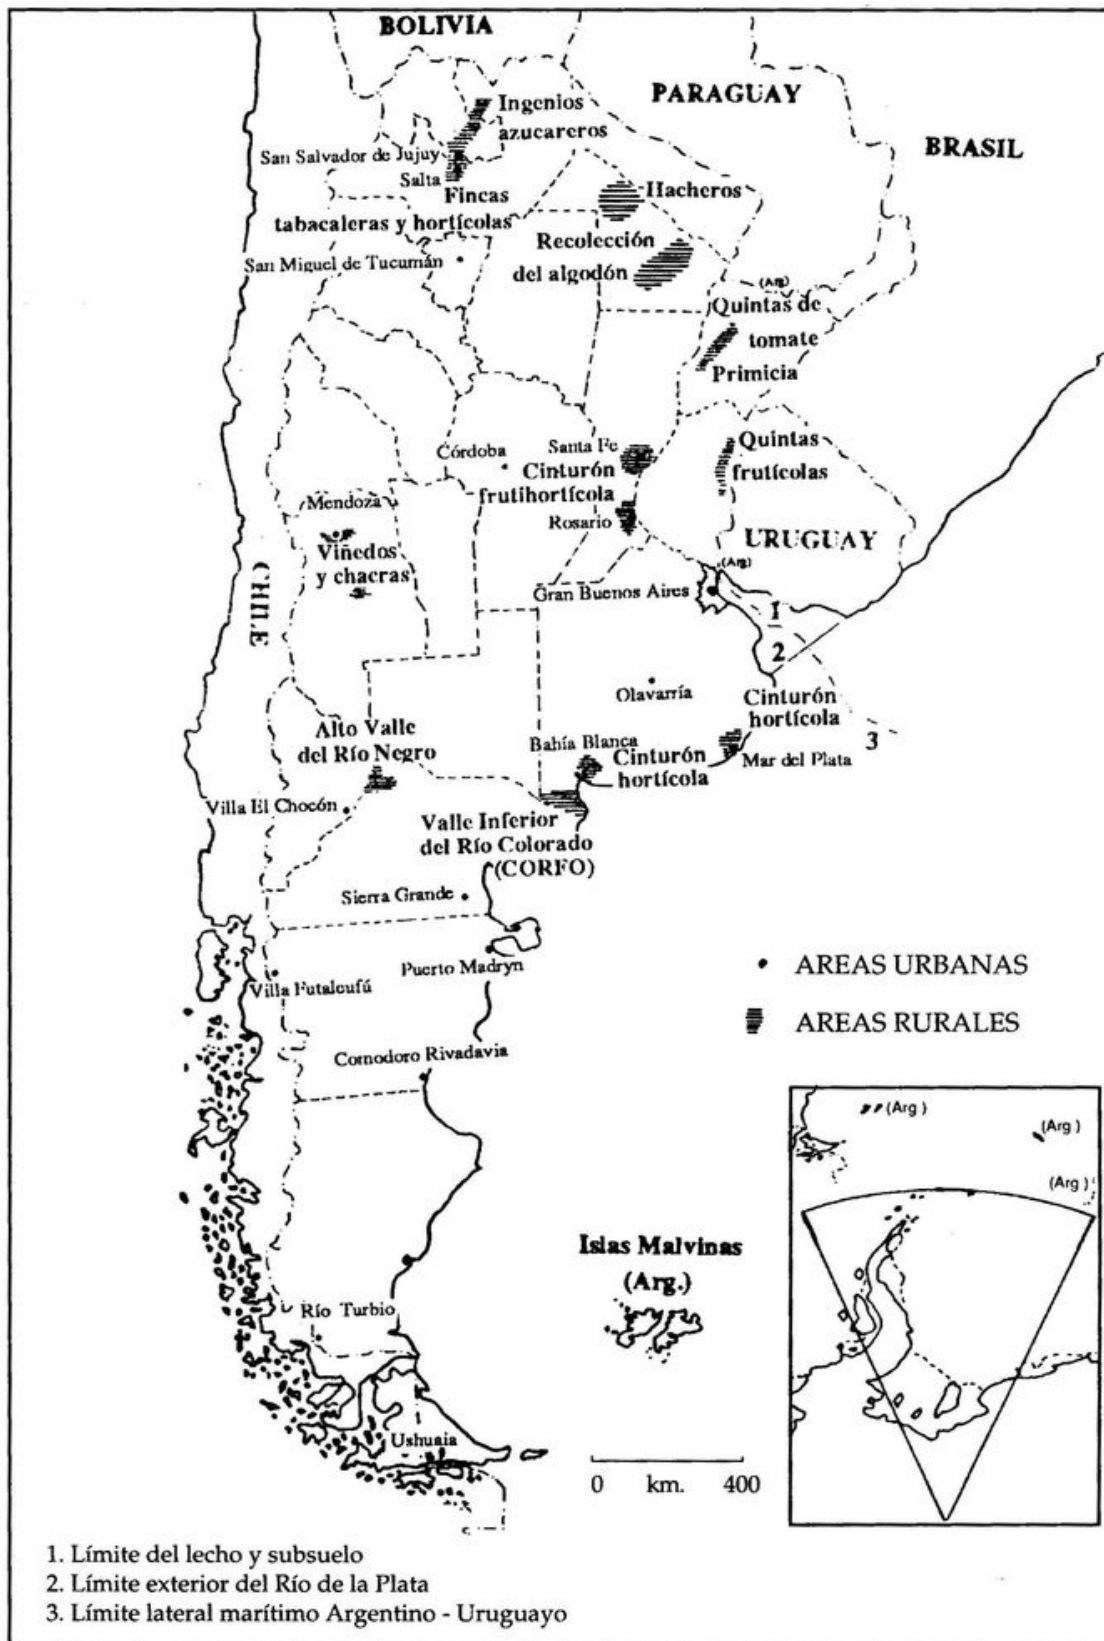 BOLIVIA
PARAGUAY
BRASIL
Ingenios
azucareros
San Salvador de Jujuy
Salta
Fincas
tabacaleras y hortícolas
Hacheros
Recolección
del algodón
San Miguel de Tucumán
(Arg)
Quintas de
tomate
Primicia
Córdoba
Santa Fe
Cinturón
frutihortícola
Rosario
Quintas
frutícolas
Mendoza
Viñedos
y chacras
URUGUAY
(Arg)
CHILE
Gran Buenos Aires
1
2
3
Olavarría
Cinturón
hortícola
Mar del Plata
Alto Valle
del Río Negro
Bahía Blanca
Cinturón
hortícola
Villa El Chocón
Valle Inferior
del Río Colorado
(CORFO)
Sierra Grande
Puerto Madryn
Villa Futaleufú
Comodoro Rivadavia
• AREAS URBANAS
AREAS RURALES
(Arg.)
(Arg.)
(Arg.)
Islas Malvinas
(Arg.)
Río Turbio
Ushuaia
0 km. 400
1. Límite del lecho y subsuelo
2. Límite exterior del Río de la Plata
3. Límite lateral marítimo Argentino - Uruguayo